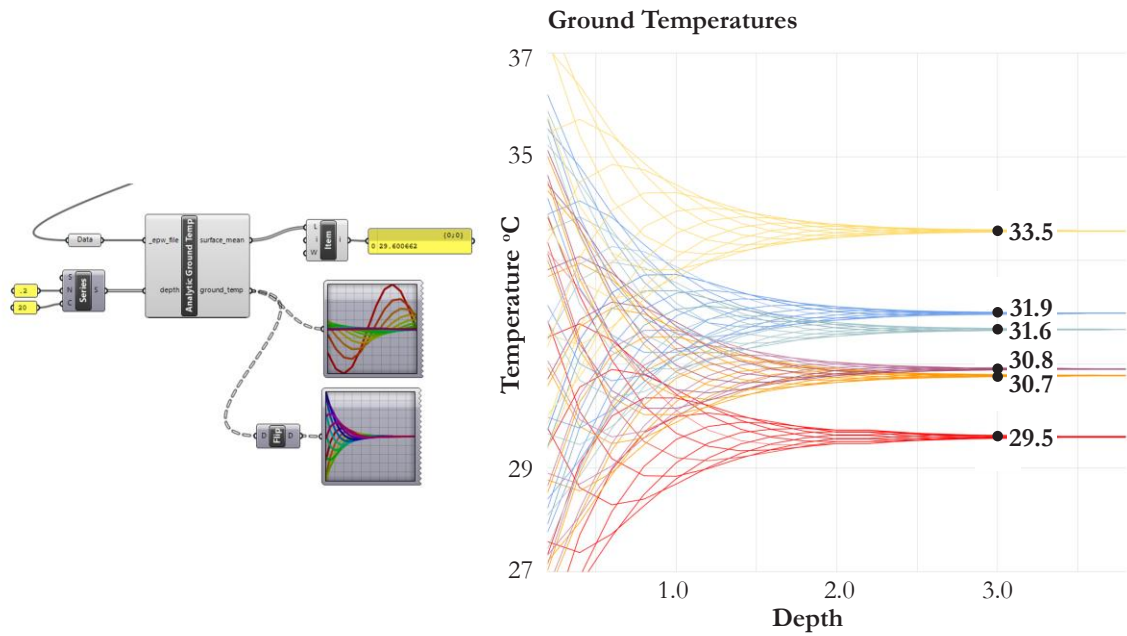 Ground Temperatures
37
35
29
27
Temperature °C
33.5
31.9
31.6
30.8
30.7
29.5
1.0
2.0
3.0
Depth
Data
_epw_file
depth
Analytic Ground Temp
surface_mean
ground_temp
.2
20
S
N
C
Series
S
L
i
W
Item
i
{0;0}
0 29.600662
D
Flip
D